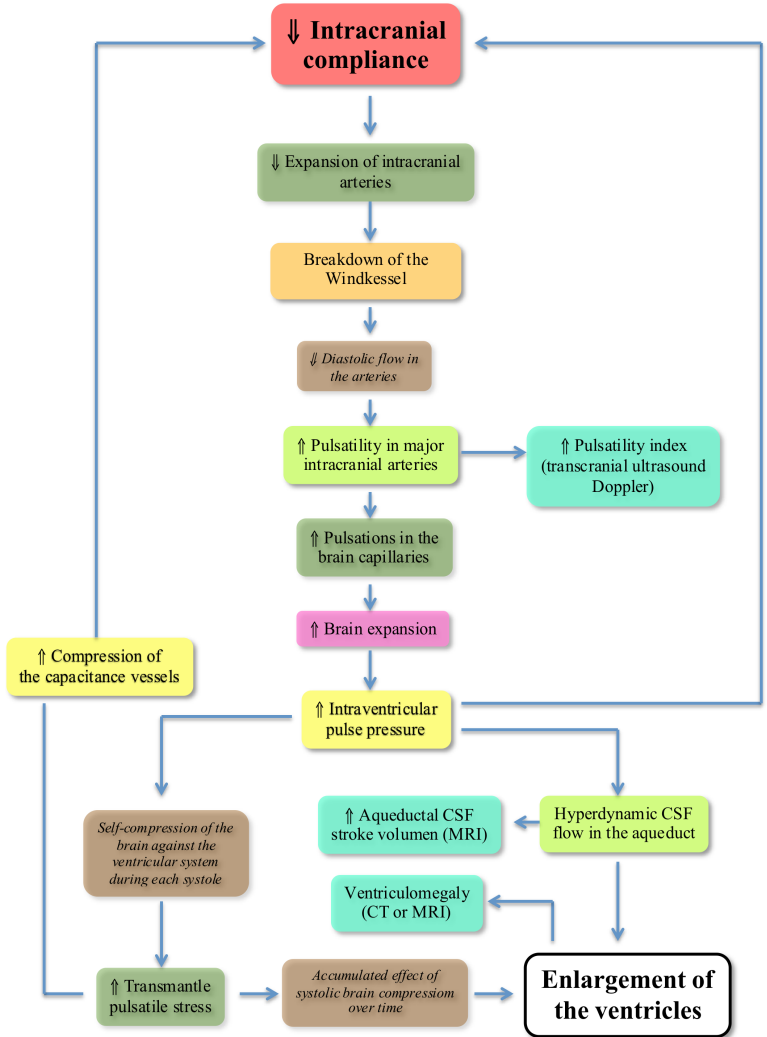 ⇓ Intracranial
compliance
⇓ Expansion of intracranial
arteries
Breakdown of the
Windkessel
⇓ Diastolic flow in
the arteries
⇑ Pulsatility in major
intracranial arteries
⇑ Pulsatility index
(transcranial ultrasound
Doppler)
⇑ Pulsations in the
brain capillaries
⇑ Brain expansion
⇑ Compression of
the capacitance vessels
⇑ Intraventricular
pulse pressure
Self-compression of the
brain against the
ventricular system
during each systole
⇑ Aqueductal CSF
stroke volumen (MRI)
Hyperdynamic CSF
flow in the aqueduct
Ventriculomegaly
(CT or MRI)
⇑ Transmantle
pulsatile stress
Accumulated effect of
systolic brain compressiom
over time
Enlargement of
the ventricles